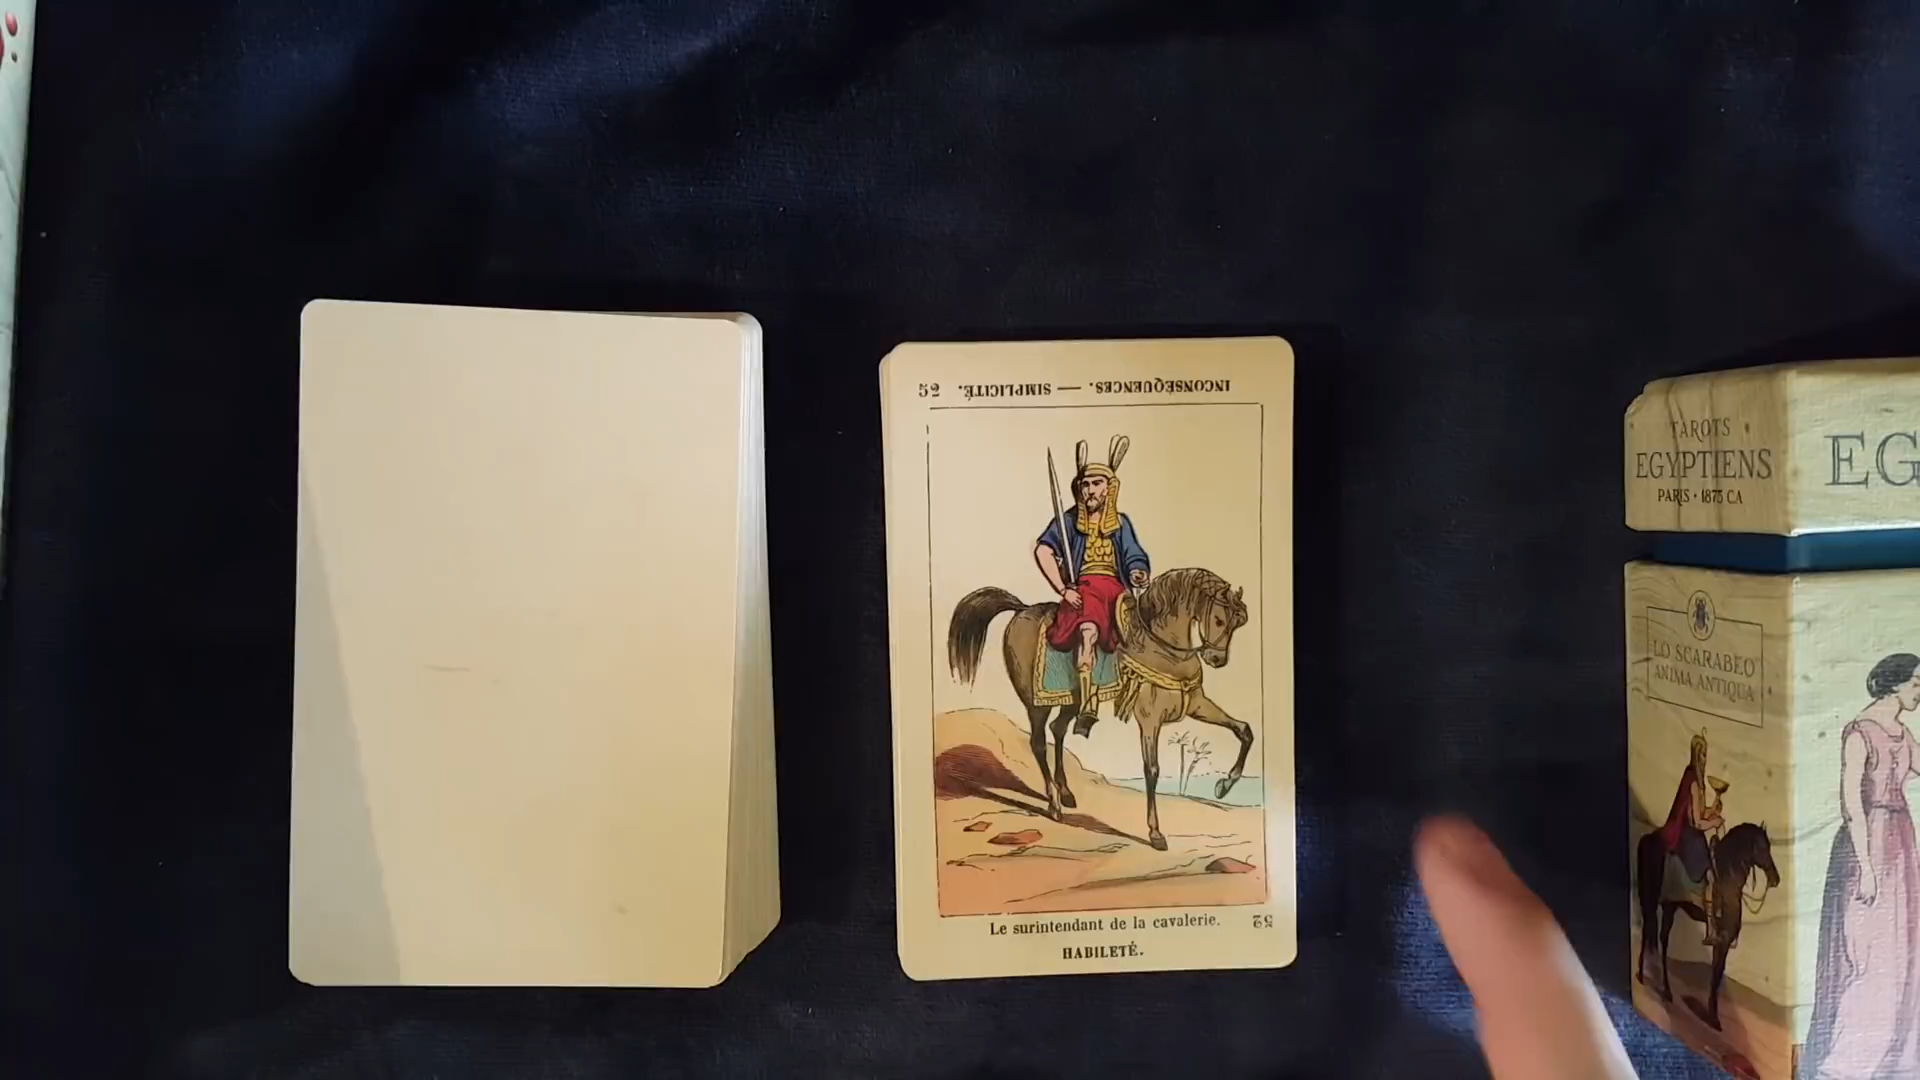 INCONSÉQUENCES. — SIMPLICITÉ. 52
Le surintendant de la cavalerie. 52
HABILETÉ.
TAROTS
EGYPTIENS
PARIS • 1875 CA
EG
LO SCARABEO
ANIMA ANTIQUA